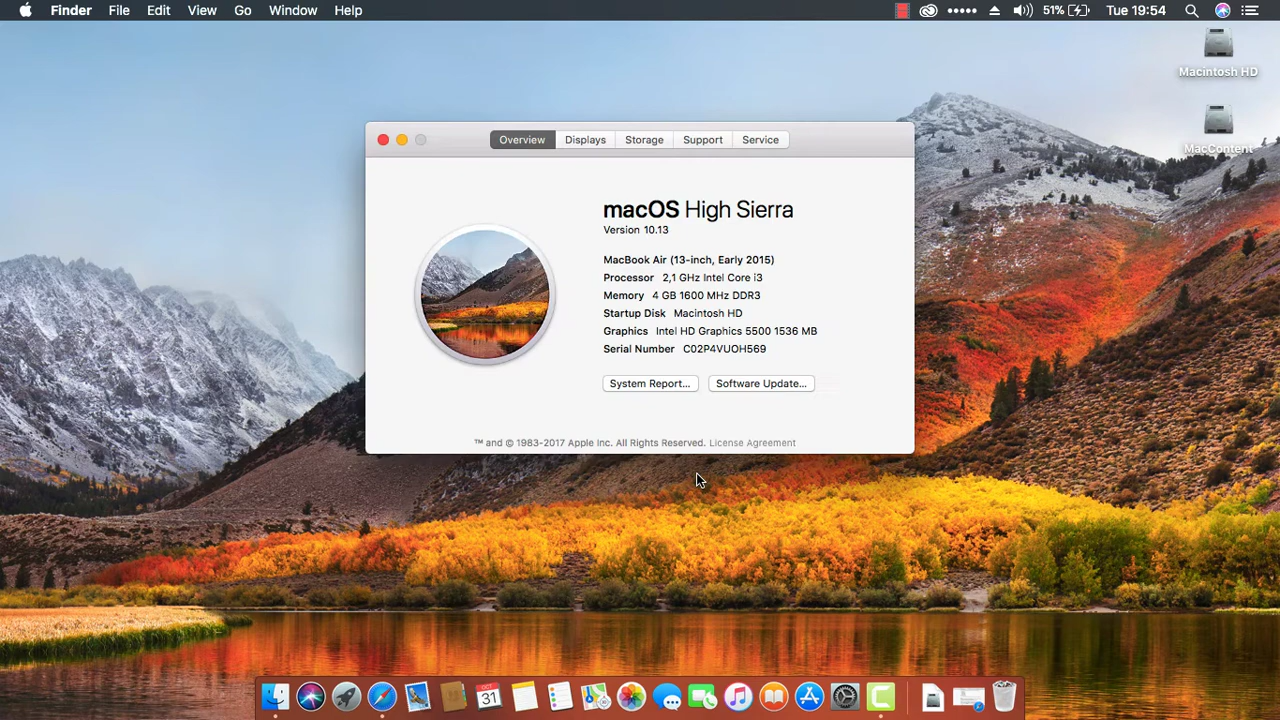 Finder File Edit View Go Window Help 51% Tue 19:54
Macintosh HD
MacContent
Overview Displays Storage Support Service
macOS High Sierra
Version 10.13
MacBook Air (13-inch, Early 2015)
Processor 2,1 GHz Intel Core i3
Memory 4 GB 1600 MHz DDR3
Startup Disk Macintosh HD
Graphics Intel HD Graphics 5500 1536 MB
Serial Number C02P4VUOH569
System Report... Software Update...
™ and © 1983-2017 Apple Inc. All Rights Reserved. License Agreement
OCT
31